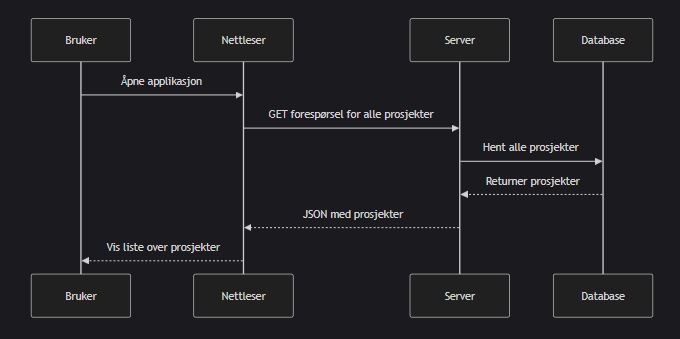 Bruker
Nettleser
Server
Database
Åpne applikasjon
GET forespørsel for alle prosjekter
Hent alle prosjekter
Returner prosjekter
JSON med prosjekter
Vis liste over prosjekter
Bruker
Nettleser
Server
Database